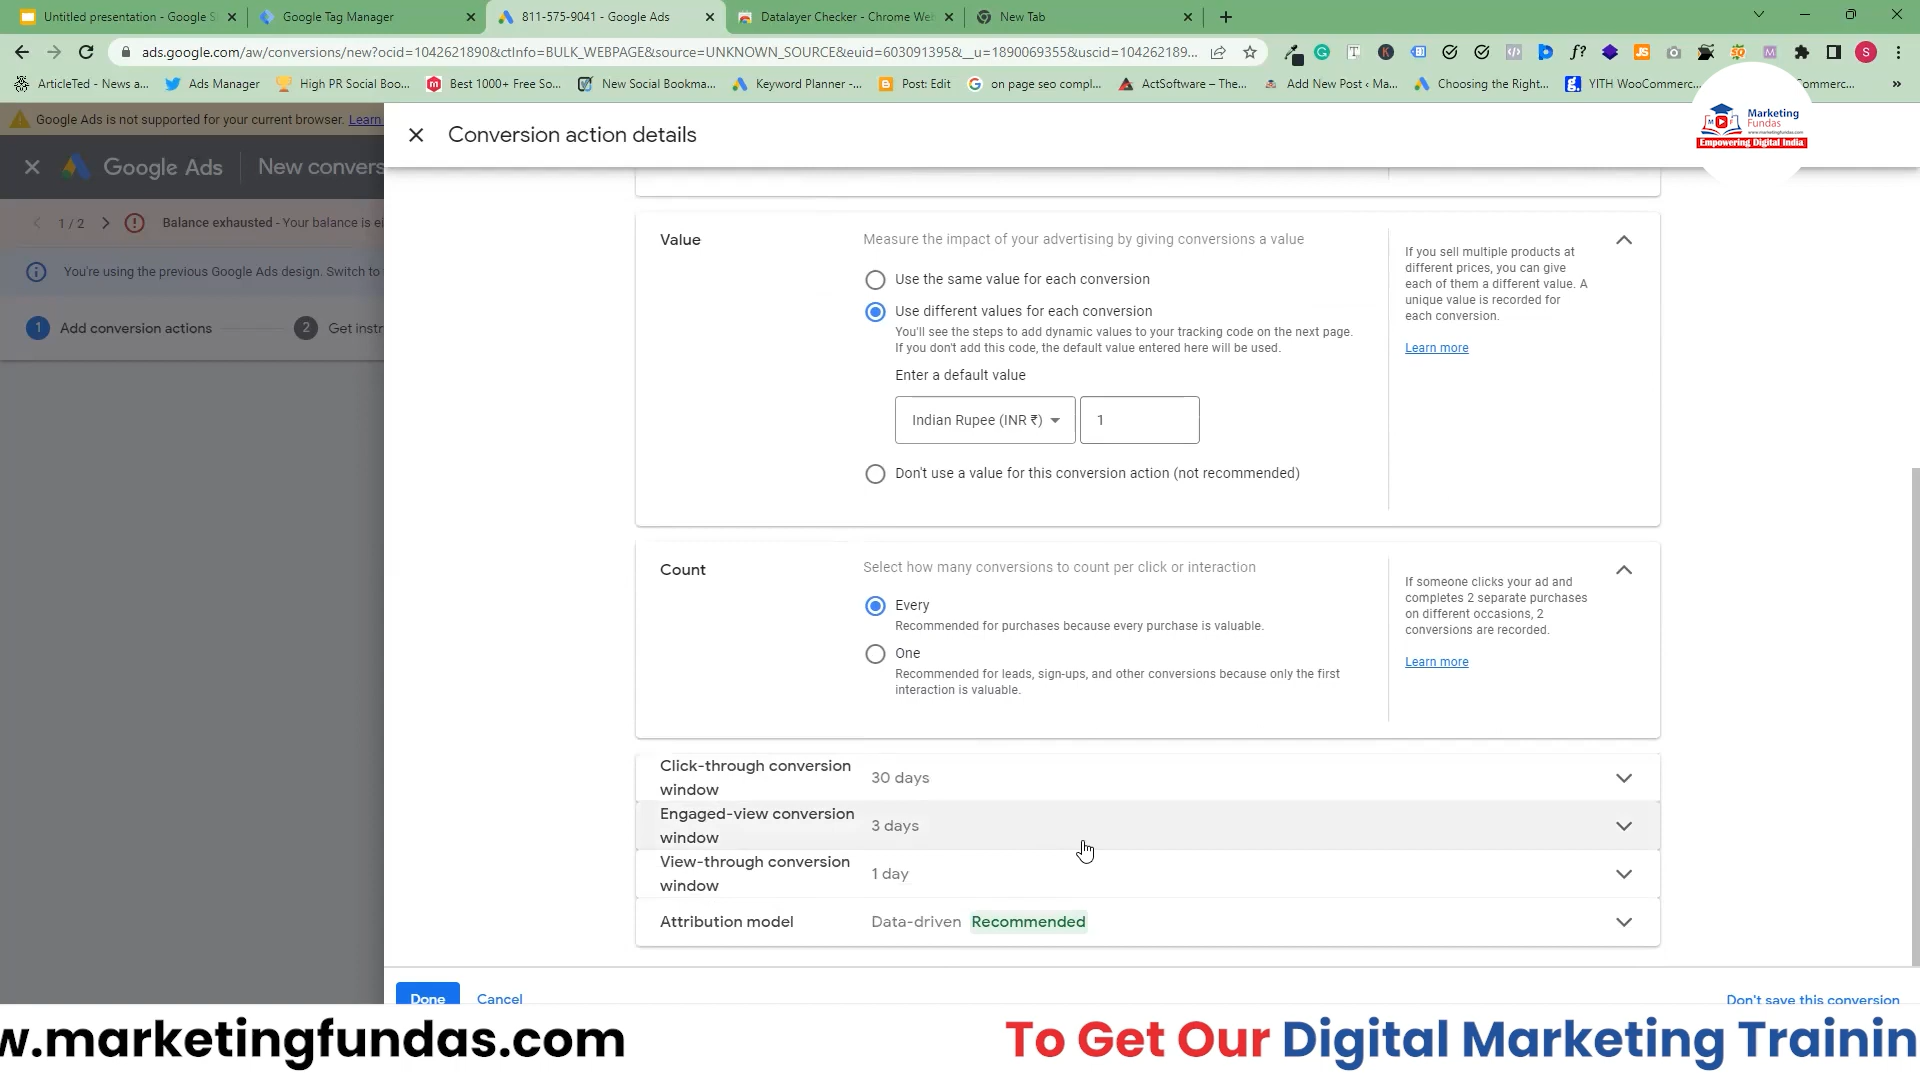 Untitled presentation - Google S
Google Tag Manager
811-575-9041 - Google Ads
Datalayer Checker - Chrome Web
New Tab
ads.google.com/aw/conversions/new?ocid=1042621890&ctInfo=BULK_WEBPAGE&source=UNKNOWN_SOURCE&euid=603091395&__u=1890069355&uscid=104262189...
ArticleTed - News a...
Ads Manager
High PR Social Boo...
Best 1000+ Free So...
New Social Bookma...
Keyword Planner -...
Post: Edit
on page seo compl...
ActSoftware – The...
Add New Post ‹ Ma...
Choosing the Right...
YITH WooCommerc...
ommerc...
Google Ads is not supported for your current browser. Learn
Conversion action details
Marketing
Fundas
www.marketingfundas.com
Empowering Digital India
Google Ads
New convers
1 / 2
Balance exhausted - Your balance is ei
You're using the previous Google Ads design. Switch to
1 Add conversion actions
2 Get instr
Value
Measure the impact of your advertising by giving conversions a value
Use the same value for each conversion
Use different values for each conversion
You'll see the steps to add dynamic values to your tracking code on the next page.
If you don't add this code, the default value entered here will be used.
Enter a default value
Indian Rupee (INR ₹)
1
Don't use a value for this conversion action (not recommended)
If you sell multiple products at
different prices, you can give
each of them a different value. A
unique value is recorded for
each conversion.
Learn more
Count
Select how many conversions to count per click or interaction
Every
Recommended for purchases because every purchase is valuable.
One
Recommended for leads, sign-ups, and other conversions because only the first
interaction is valuable.
If someone clicks your ad and
completes 2 separate purchases
on different occasions, 2
conversions are recorded.
Learn more
Click-through conversion
window
30 days
Engaged-view conversion
window
3 days
View-through conversion
window
1 day
Attribution model
Data-driven Recommended
Done
Cancel
Don't save this conversion
w.marketingfundas.com
To Get Our Digital Marketing Trainin